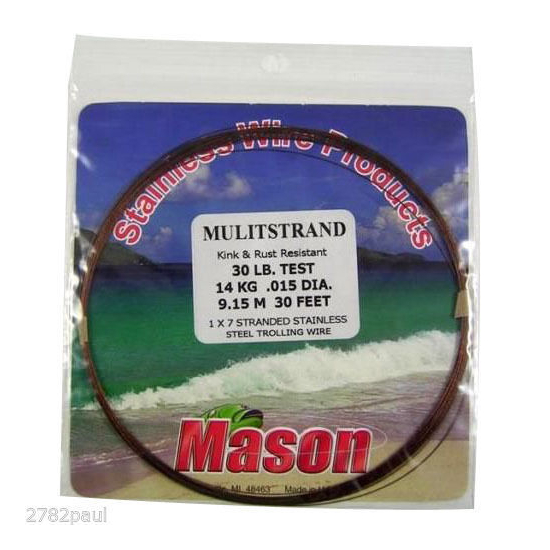 Stainless Wire Products
MULITSTRAND
Kink & Rust Resistant
30 LB. TEST
14 KG .015 DIA.
9.15 M 30 FEET
1 X 7 STRANDED STAINLESS
STEEL TROLLING WIRE
Mason
MI. 48463 Made in
2782paul